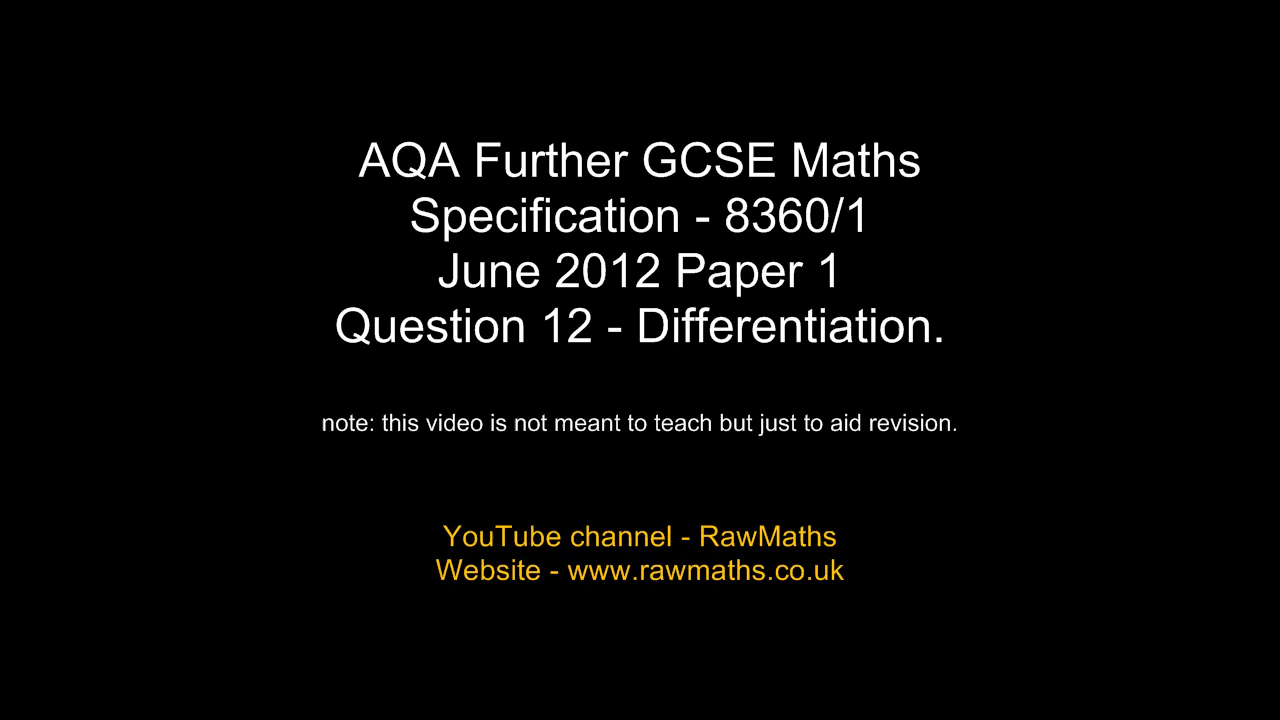 AQA Further GCSE Maths
Specification - 8360/1
June 2012 Paper 1
Question 12 - Differentiation.
note: this video is not meant to teach but just to aid revision.
YouTube channel - RawMaths
Website - www.rawmaths.co.uk